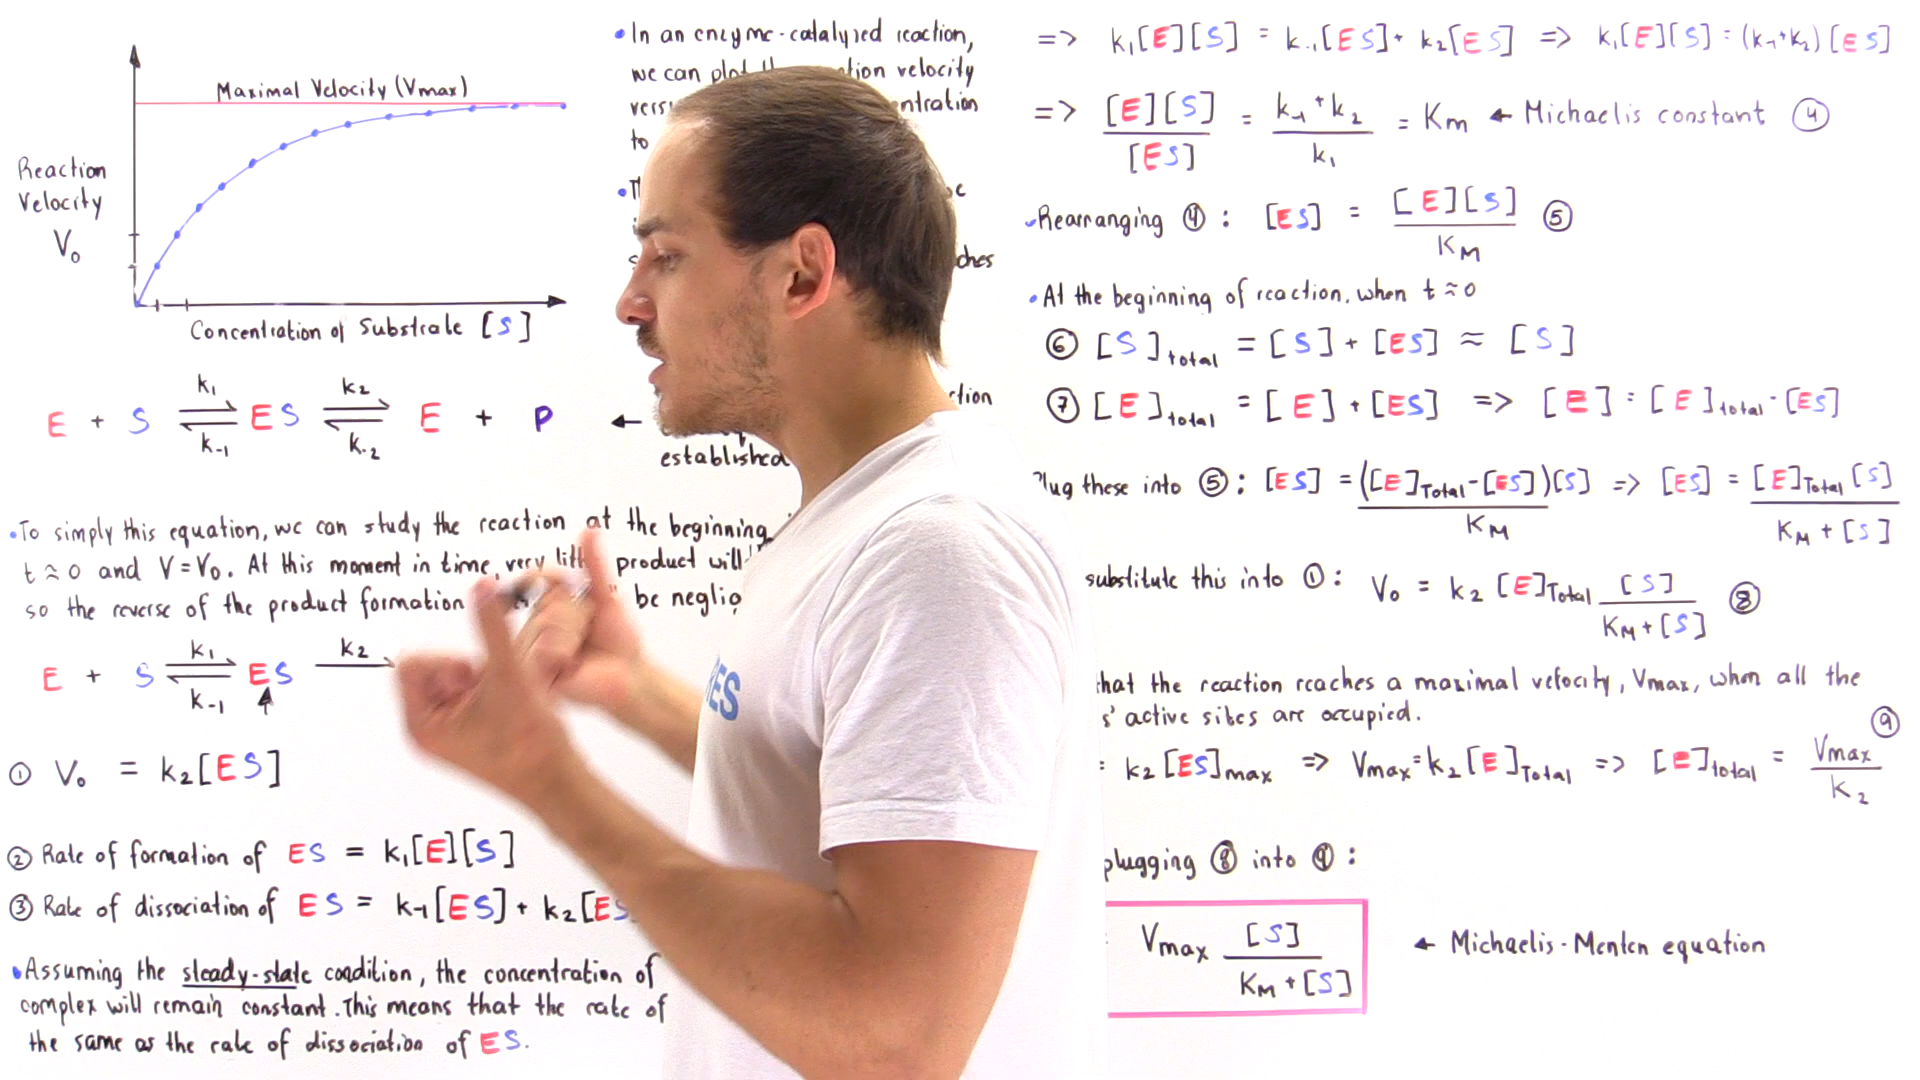 Maximal Velocity (Vmax)
Reaction
Velocity
V₀
Concentration of Substrate [S]
E + S ⇌ ES ⇌ E + P ←
k₁ k₂
k₋₁ k₋₂
• To simply this equation, we can study the reaction at the beginning
t ≈ 0 and V = V₀. At this moment in time, very product will
so the reverse of the product formation be
k₁ k₂
E + S ⇌ ES →
k₋₁
① V₀ = k₂[ES]
② Rate of formation of ES = k₁[E][S]
③ Rate of dissociation of ES = k₋₁[ES] + k₂[ES
• Assuming the steady-state condition, the concentration of
complex will remain constant. This means that the rate of
the same as the rate of dissociation of ES.
• In an enzyme-catalyzed reaction,
we can plot velocity
to
established
=> k₁[E][S] = k₋₁[ES] + k₂[ES] => k₁[E][S] = (k₋₁+k₂)[ES]
=> [E][S]/[ES] = k₋₁+k₂/k₁ = Km ← Michaelis constant ④
Rearranging ④ : [ES] = [E][S]/KM ⑤
• At the beginning of reaction, when t ≈ 0
⑥ [S]total = [S] + [ES] ≈ [S]
⑦ [E]total = [E] + [ES] => [E] = [E]total - [ES]
these into ⑤ : [ES] = ([E]Total - [ES])[S]/KM => [ES] = [E]Total[S]/KM + [S]
substitute this into ① : V₀ = k₂ [E]Total [S]/KM + [S] ⑧
that the reaction reaches a maximal velocity, Vmax, when all the
s' active sites are occupied.
= k₂[ES]max => Vmax = k₂[E]Total => [E]total = Vmax/k₂ ⑨
plugging ⑧ into ⑨ :
Vmax [S]/KM + [S] ← Michaelis-Menten equation